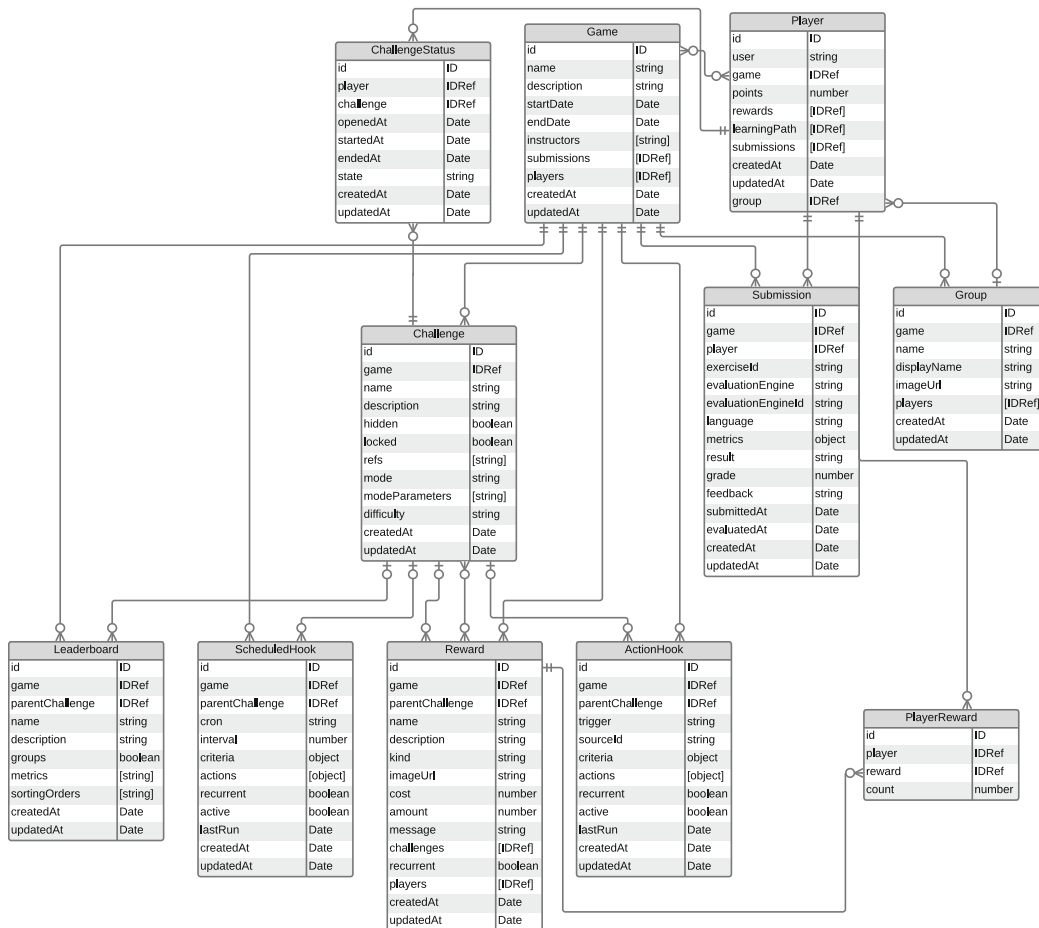 ChallengeStatus
id ID
player IDRef
challenge IDRef
openedAt Date
startedAt Date
endedAt Date
state string
createdAt Date
updatedAt Date
Game
id ID
name string
description string
startDate Date
endDate Date
instructors [string]
submissions [IDRef]
players [IDRef]
createdAt Date
updatedAt Date
Player
id ID
user string
game IDRef
points number
rewards [IDRef]
learningPath [IDRef]
submissions [IDRef]
createdAt Date
updatedAt Date
group IDRef
Challenge
id ID
game IDRef
name string
description string
hidden boolean
locked boolean
refs [string]
mode string
modeParameters [string]
difficulty string
createdAt Date
updatedAt Date
Submission
id ID
game IDRef
player IDRef
exerciseId string
evaluationEngine string
evaluationEngineId string
language string
metrics object
result string
grade number
feedback string
submittedAt Date
evaluatedAt Date
createdAt Date
updatedAt Date
Group
id ID
game IDRef
name string
displayName string
imageUrl string
players [IDRef]
createdAt Date
updatedAt Date
Leaderboard
id ID
game IDRef
parentChallenge IDRef
name string
description string
groups boolean
metrics [string]
sortingOrders [string]
createdAt Date
updatedAt Date
ScheduledHook
id ID
game IDRef
parentChallenge IDRef
cron string
interval number
criteria object
actions [object]
recurrent boolean
active boolean
lastRun Date
createdAt Date
updatedAt Date
Reward
id ID
game IDRef
parentChallenge IDRef
name string
description string
kind string
imageUrl string
cost number
amount number
message string
challenges [IDRef]
recurrent boolean
players [IDRef]
createdAt Date
updatedAt Date
ActionHook
id ID
game IDRef
parentChallenge IDRef
trigger string
sourceId string
criteria object
actions [object]
recurrent boolean
active boolean
lastRun Date
createdAt Date
updatedAt Date
PlayerReward
id ID
player IDRef
reward IDRef
count number